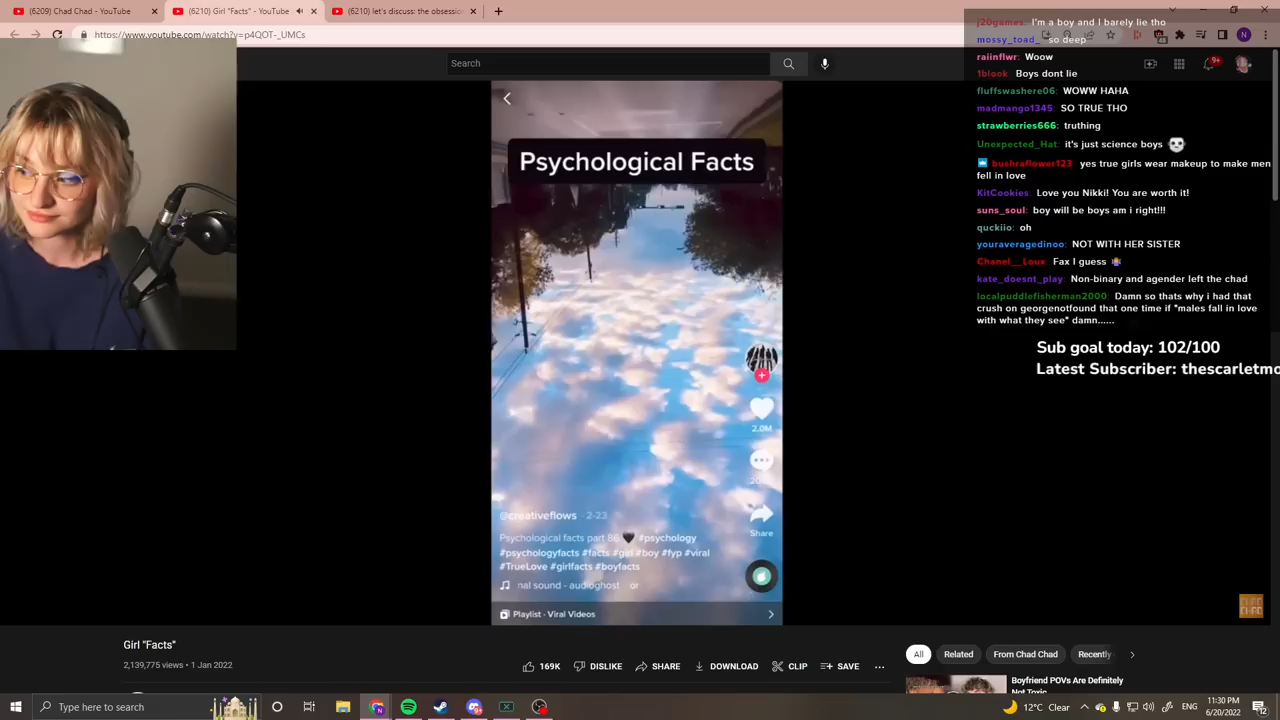 (6209) Chad Chad - YouTube
(6210) Girl "Facts" - YouTube
(6210) let's discuss the obsessio
https://www.youtube.com/watch?v=p4QOT-_UMCs
Search
N
9+
Psychological Facts
2.0M
Share
@creativeflows · 2-23
Psychological facts part 86 🖤 #psychology
#psychologyfacts #facts #girl #boy #fyp #viral
#TrueLove #girlfacts #boyfacts
nal sound - audioghost
or
Playlist · Viral Videos
j20games: I'm a boy and I barely lie tho
mossy_toad_: so deep
raiinflwr: Woow
1blook: Boys dont lie
fluffswashere06: WOWW HAHA
madmango1345: SO TRUE THO
strawberries666: truthing
Unexpected_Hat: it's just science boys
bushraflower123 yes true girls wear makeup to make men
fell in love
KitCookies: Love you Nikki! You are worth it!
suns_soul: boy will be boys am i right!!!
quckiio: oh
youraveragedinoo: NOT WITH HER SISTER
Chanel__Loux: Fax I guess
kate_doesnt_play: Non-binary and agender left the chad
localpuddlefisherman2000: Damn so thats why i had that
crush on georgenotfound that one time if *males fall in love
with what they see* damn......
Sub goal today: 102/100
Latest Subscriber: thescarletmo
CHAD
CHAD
Girl "Facts"
2,139,775 views • 1 Jan 2022
169K
DISLIKE
SHARE
DOWNLOAD
CLIP
SAVE
All
Related
From Chad Chad
Recently
Boyfriend POVs Are Definitely
Not Toxic
Type here to search
12°C Clear
11:30 PM
6/20/2022
12